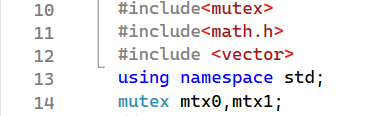 10 #include<mutex>
11 #include<math.h>
12 #include <vector>
13 using namespace std;
14 mutex mtx0,mtx1;